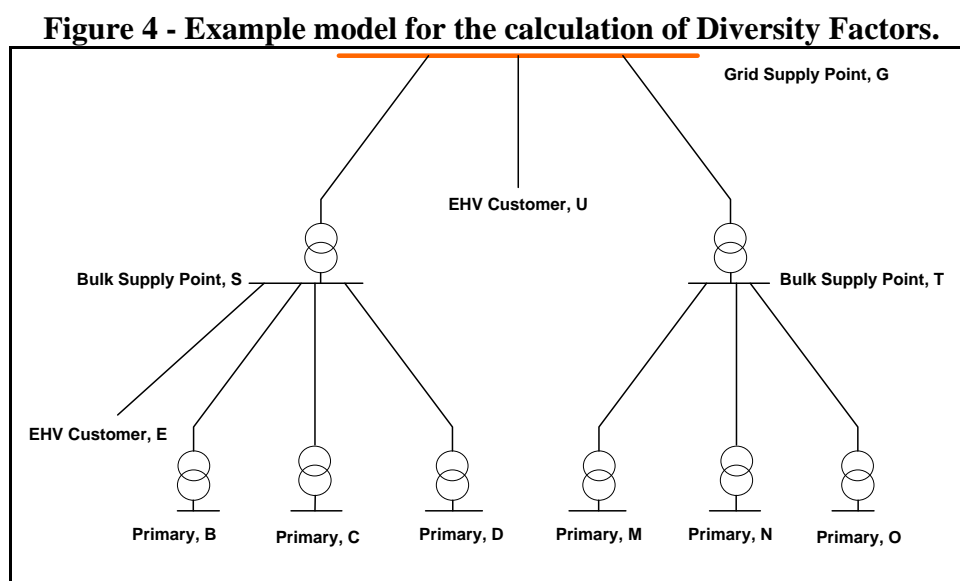 Figure 4 - Example model for the calculation of Diversity Factors.
Grid Supply Point, G
EHV Customer, U
Bulk Supply Point, S
Bulk Supply Point, T
EHV Customer, E
Primary, B
Primary, C
Primary, D
Primary, M
Primary, N
Primary, O